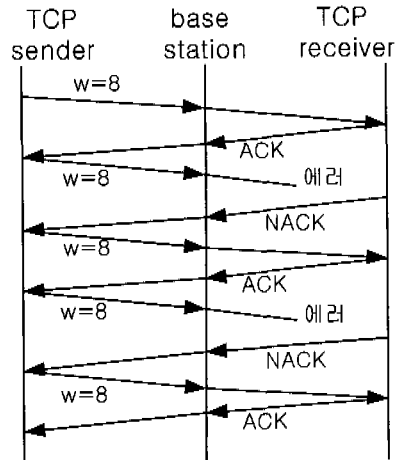 TCP sender
base station
TCP receiver
w=8
ACK
w=8
에러
NACK
w=8
ACK
w=8
에러
NACK
w=8
ACK